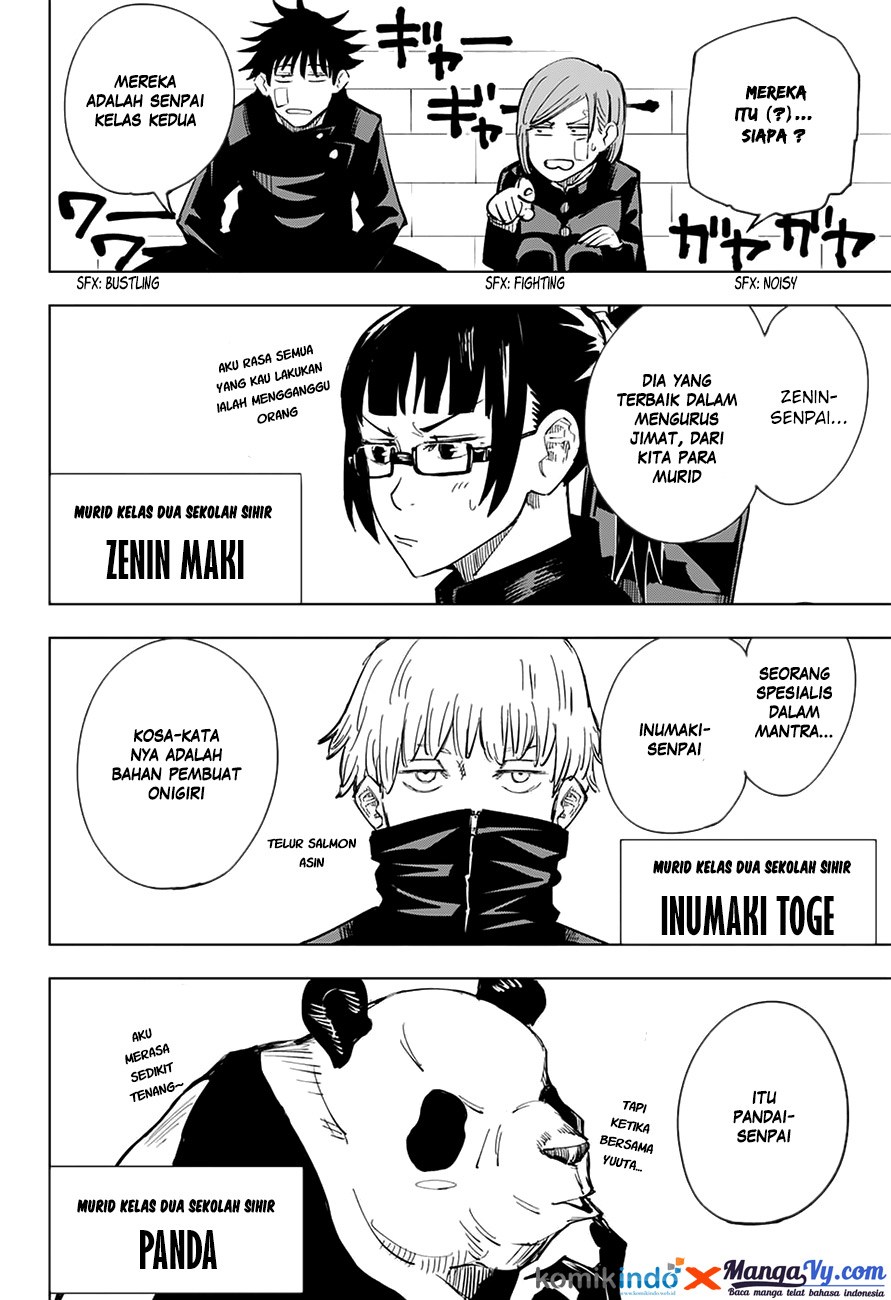 MEREKA
ITU (?)...
SIAPA ?
ギャー
ギャ
MEREKA
ADALAH SENPAI
KELAS KEDUA
ガヤガヤ
ワー
ワー
SFX: BUSTLING
SFX: FIGHTING
SFX: NOISY
ZENIN-
SENPAI...
DIA YANG
TERBAIK DALAM
MENGURUS
JIMAT, DARI
KITA PARA
MURID
AKU RASA SEMUA
YANG KAU LAKUKAN
IALAH MENGGANGGU
ORANG
MURID KELAS DUA SEKOLAH SIHIR
ZENIN MAKI
SEORANG
SPESIALIS
DALAM
MANTRA...
INUMAKI-
SENPAI
KOSA-KATA
NYA ADALAH
BAHAN PEMBUAT
ONIGIRI
TELUR SALMON
ASIN
MURID KELAS DUA SEKOLAH SIHIR
INUMAKI TOGE
ITU
PANDAI-
SENPAI
TAPI
KETIKA
BERSAMA
YUUTA...
AKU
MERASA
SEDIKIT
TENANG~
MURID KELAS DUA SEKOLAH SIHIR
PANDA
komikindo
www.komikindo.web.id
MangaVy.com
Baca manga telat bahasa indonesia